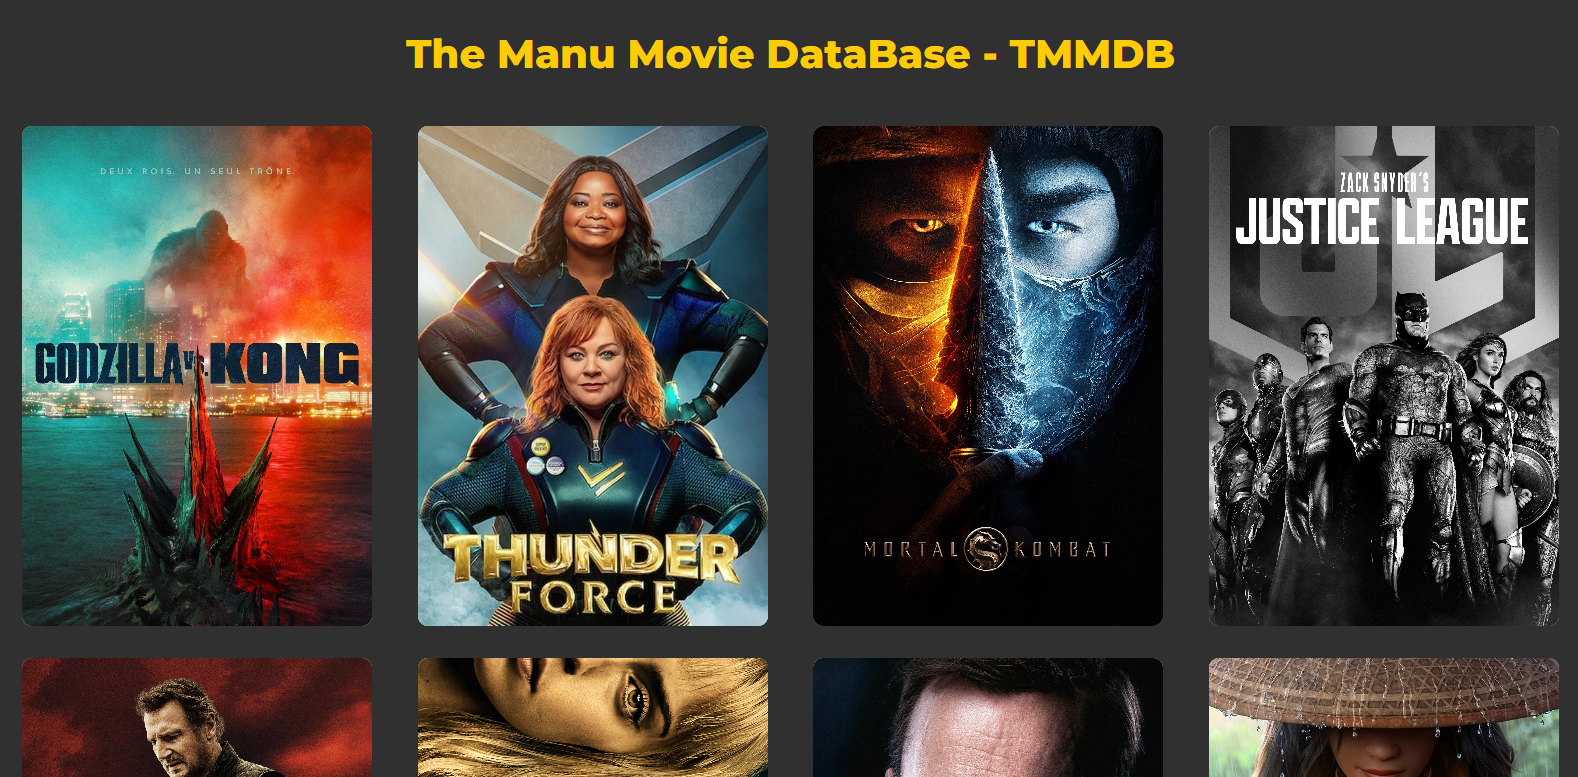 The Manu Movie DataBase - TMMDB
DEUX ROIS. UN SEUL TRÔNE.
GODZILLA vs. KONG
THUNDER
FORCE
MORTAL KOMBAT
ZACK SNYDER'S
JUSTICE LEAGUE